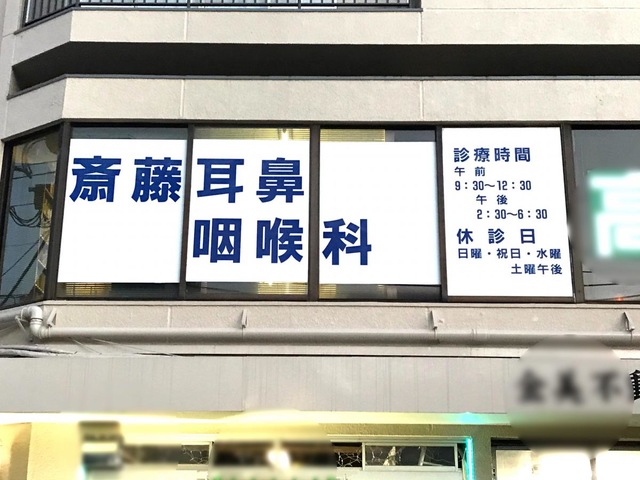 斎藤耳鼻
咽喉科
診療時間
午前
9:30～12:30
午後
2:30～6:30
休診日
日曜・祝日・水曜
土曜午後